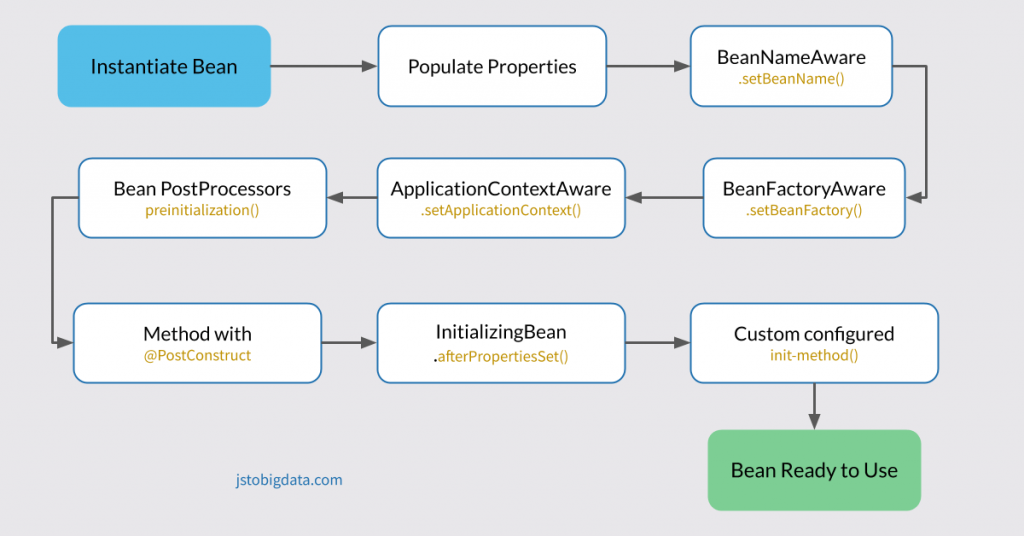 Instantiate Bean
Populate Properties
BeanNameAware
.setBeanName()
BeanFactoryAware
.setBeanFactory()
ApplicationContextAware
.setApplicationContext()
Bean PostProcessors
preinitialization()
Method with
@PostConstruct
InitializingBean
.afterPropertiesSet()
Custom configured
init-method()
Bean Ready to Use
jstobigdata.com